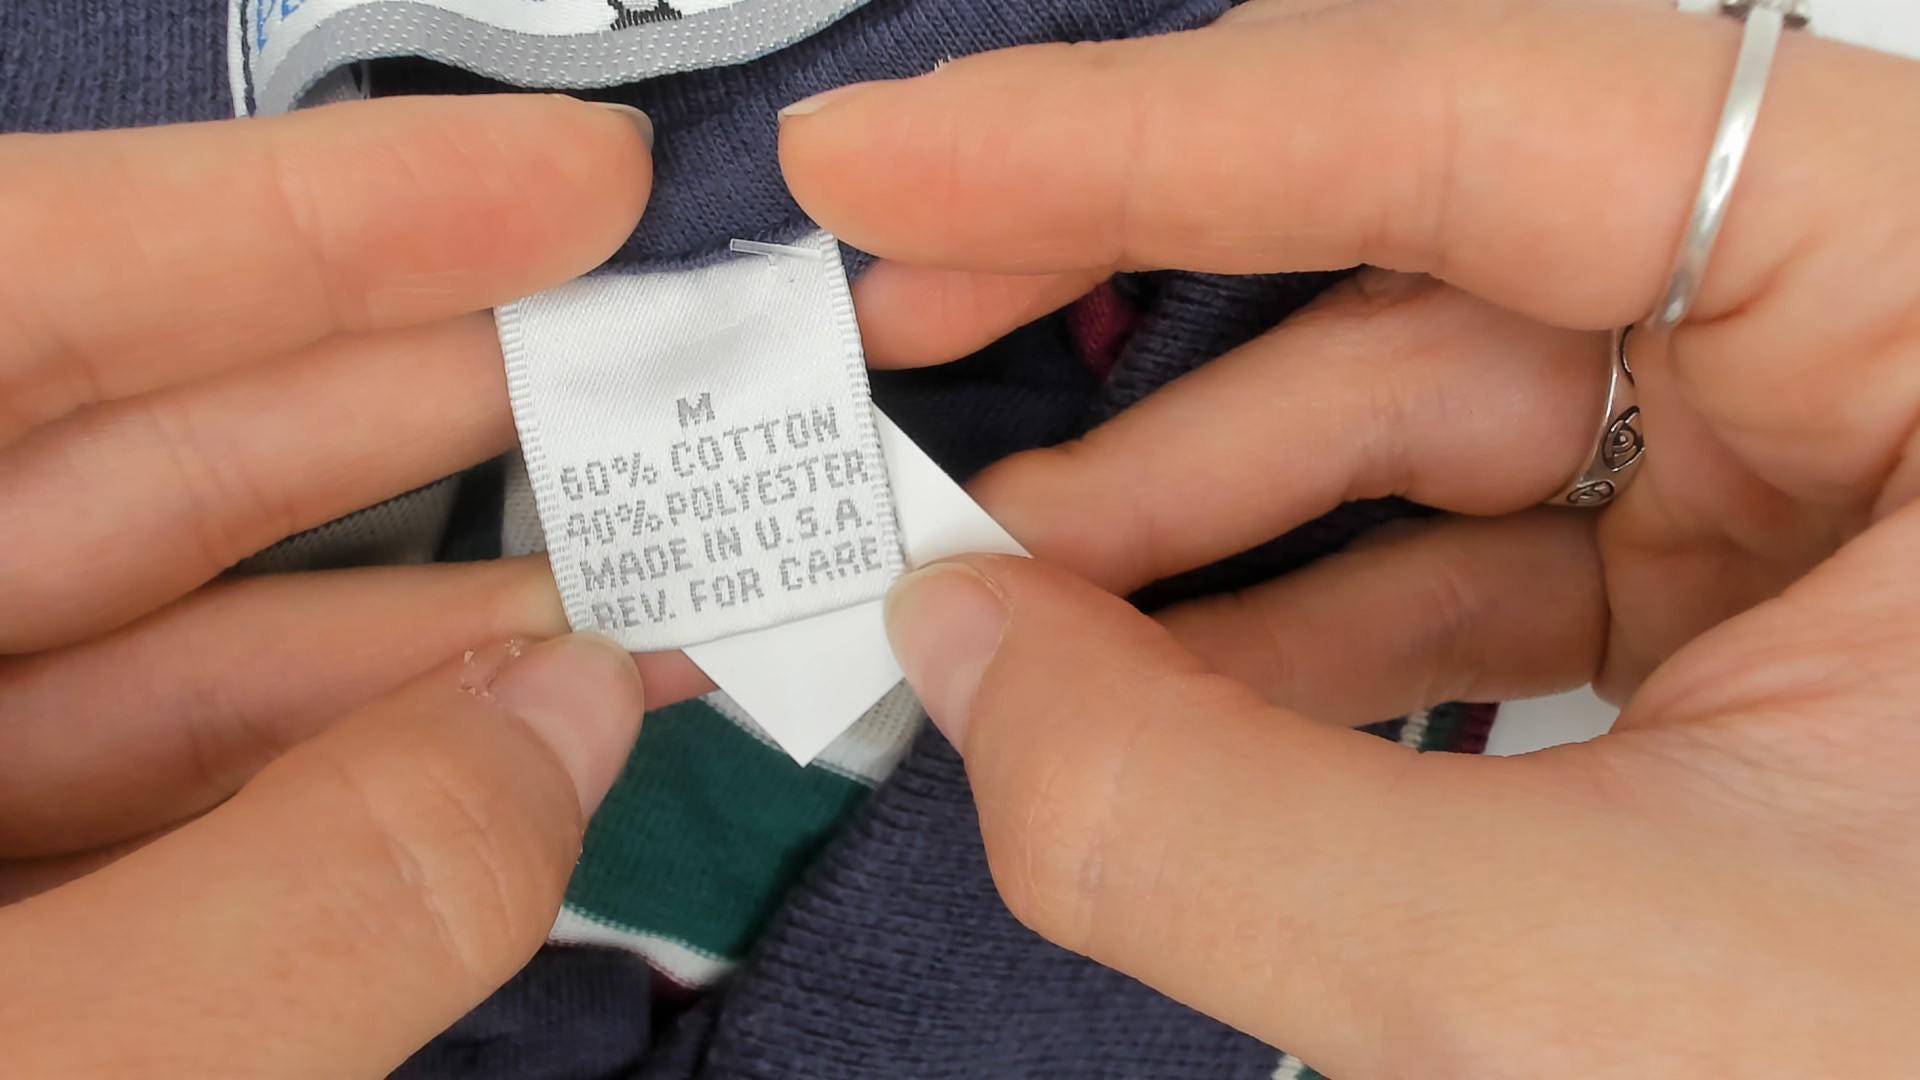 M
60% COTTON
40% POLYESTER
MADE IN U.S.A.
REV. FOR CARE